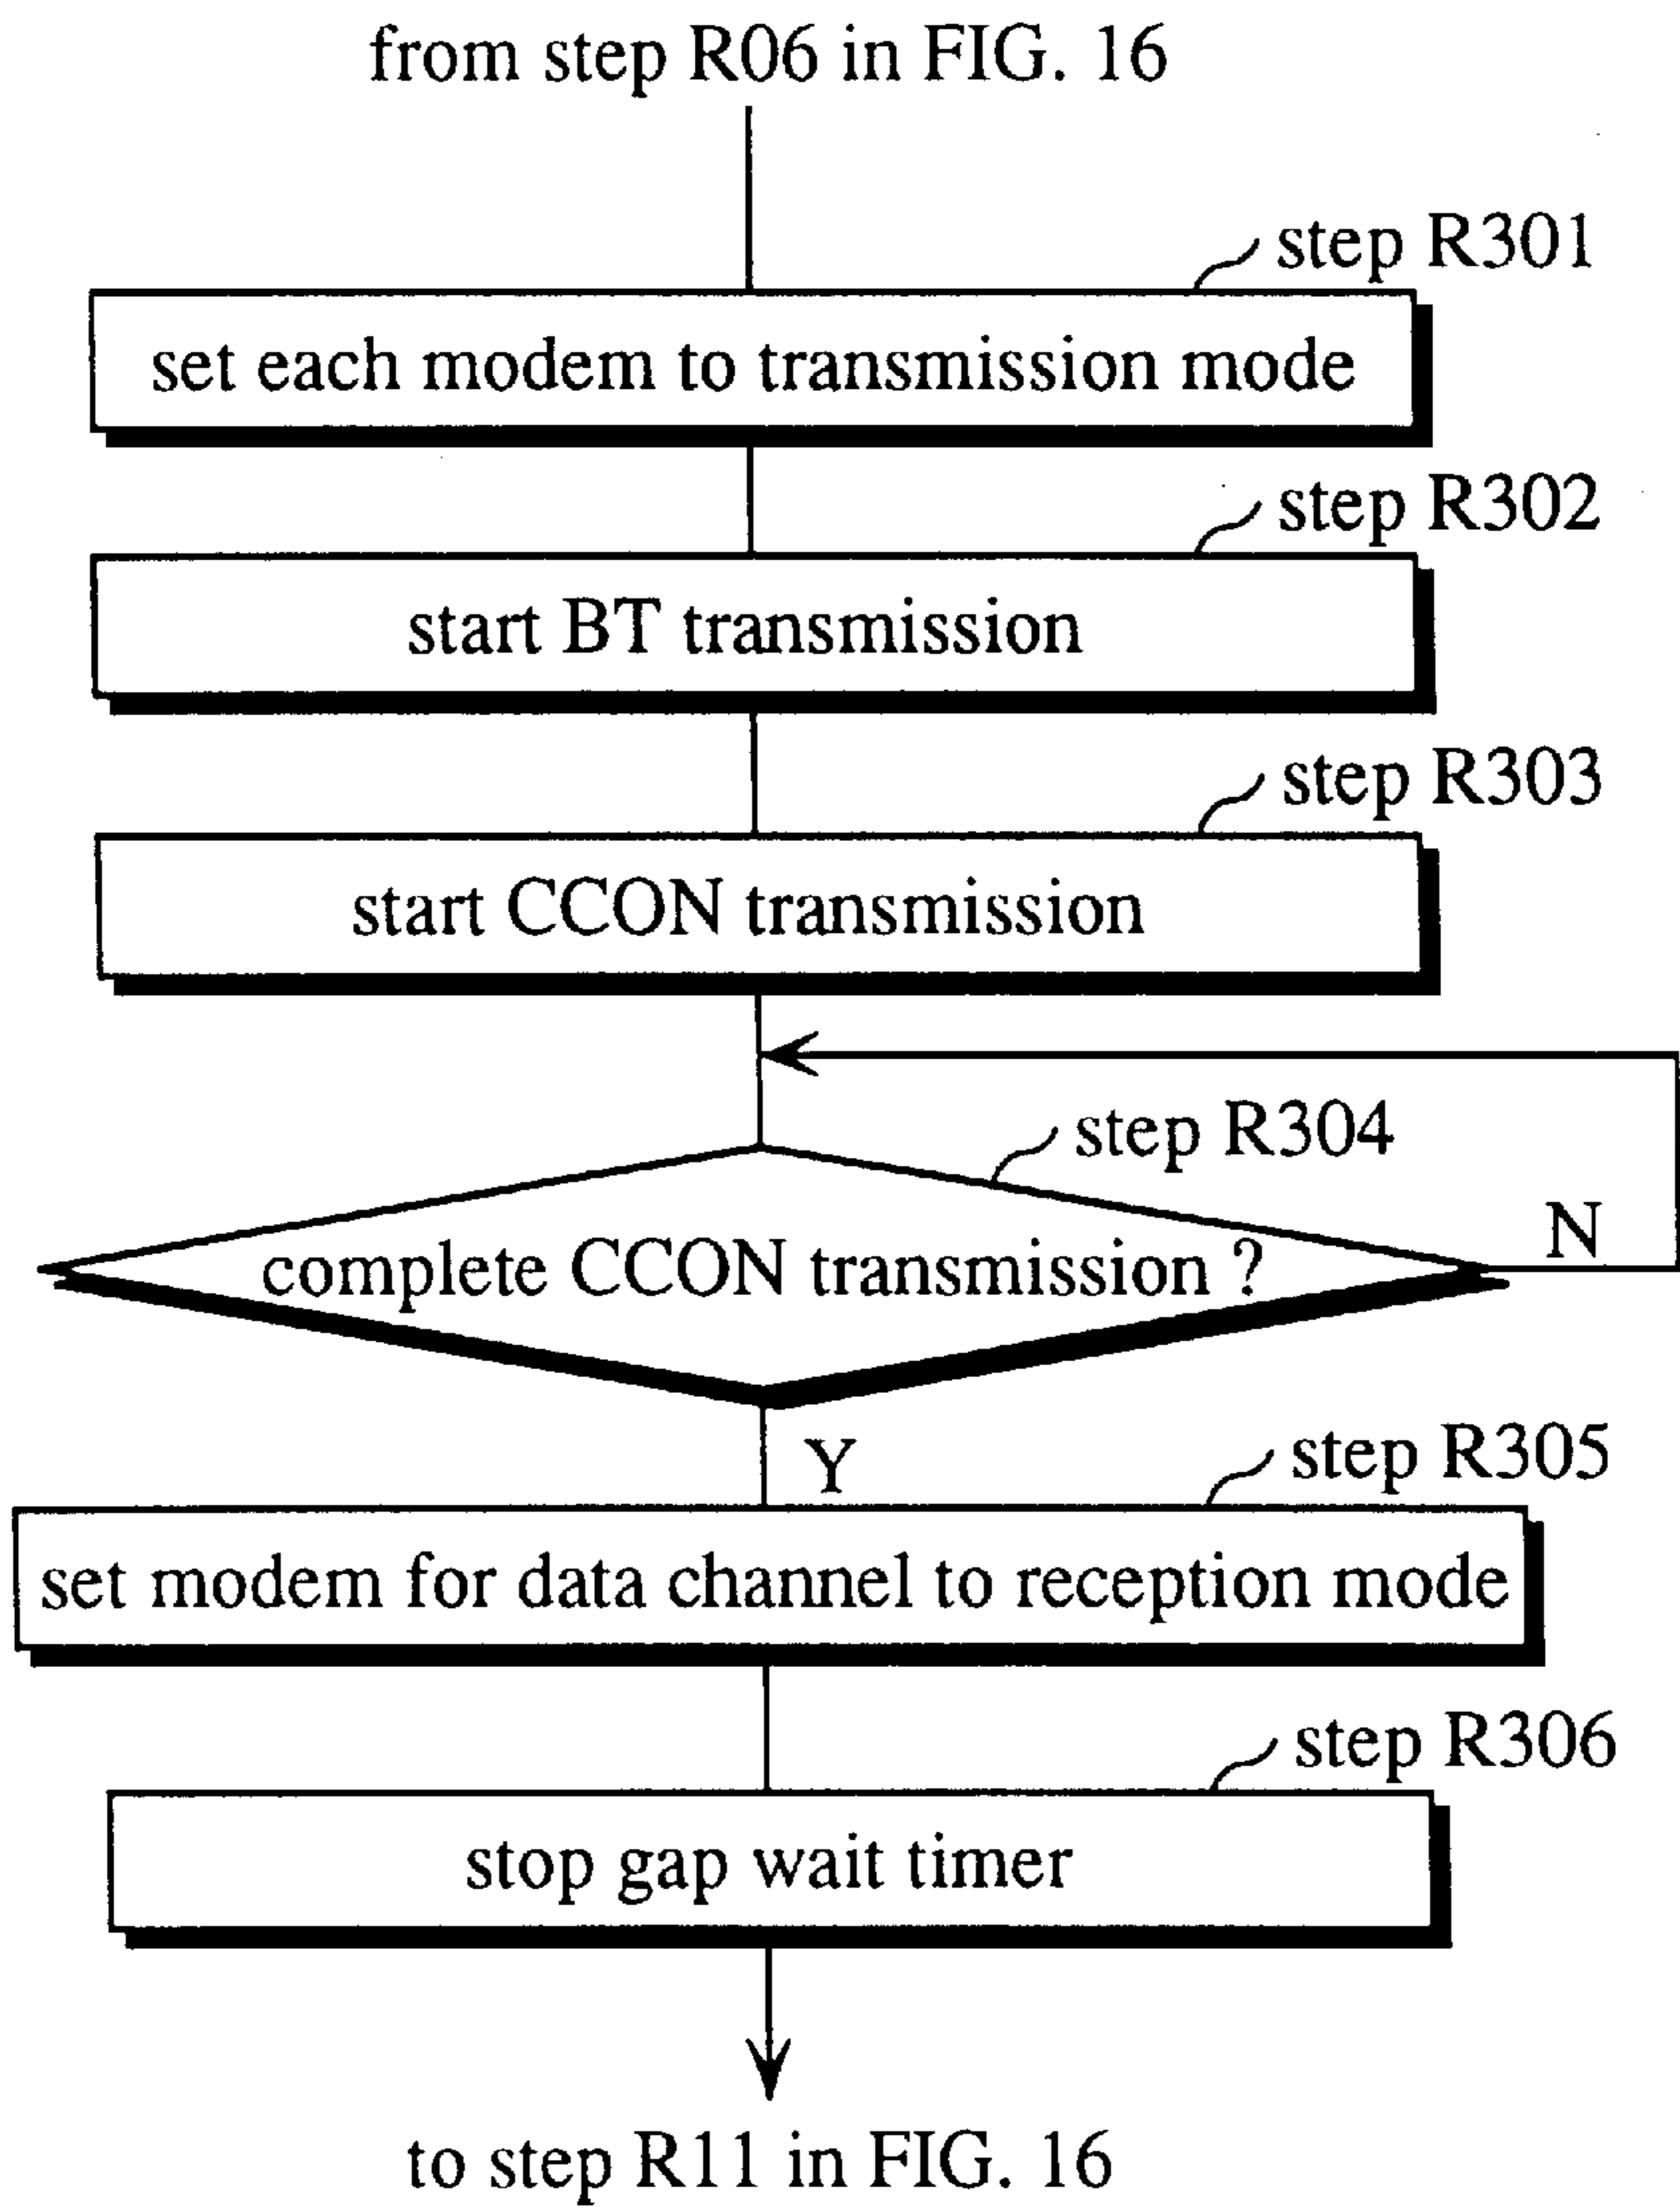 from step R06 in FIG. 16
step R301
set each modem to transmission mode
step R302
start BT transmission
step R303
start CCON transmission
step R304
N
complete CCON transmission ?
Y
step R305
set modem for data channel to reception mode
step R306
stop gap wait timer
to step R11 in FIG. 16